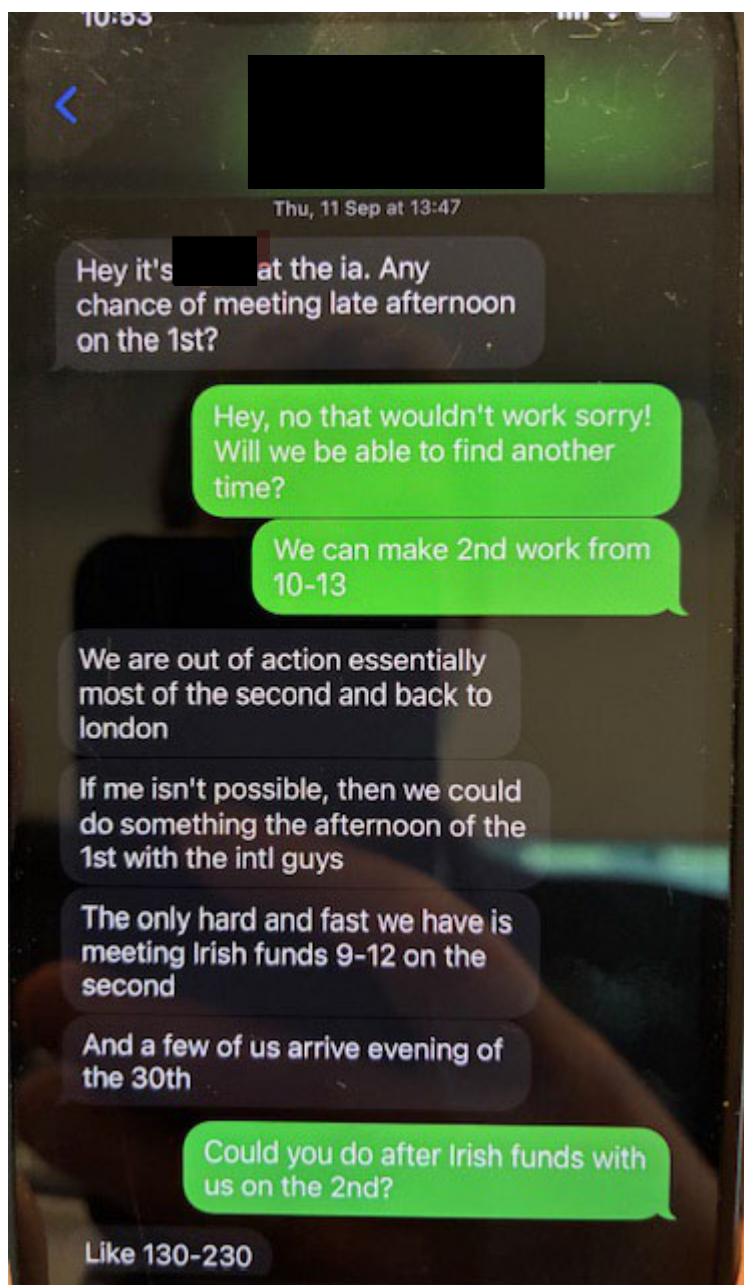 10:53
Thu, 11 Sep at 13:47
Hey it's at the ia. Any
chance of meeting late afternoon
on the 1st?
Hey, no that wouldn't work sorry!
Will we be able to find another
time?
We can make 2nd work from
10-13
We are out of action essentially
most of the second and back to
london
If me isn't possible, then we could
do something the afternoon of the
1st with the intl guys
The only hard and fast we have is
meeting Irish funds 9-12 on the
second
And a few of us arrive evening of
the 30th
Could you do after Irish funds with
us on the 2nd?
Like 130-230